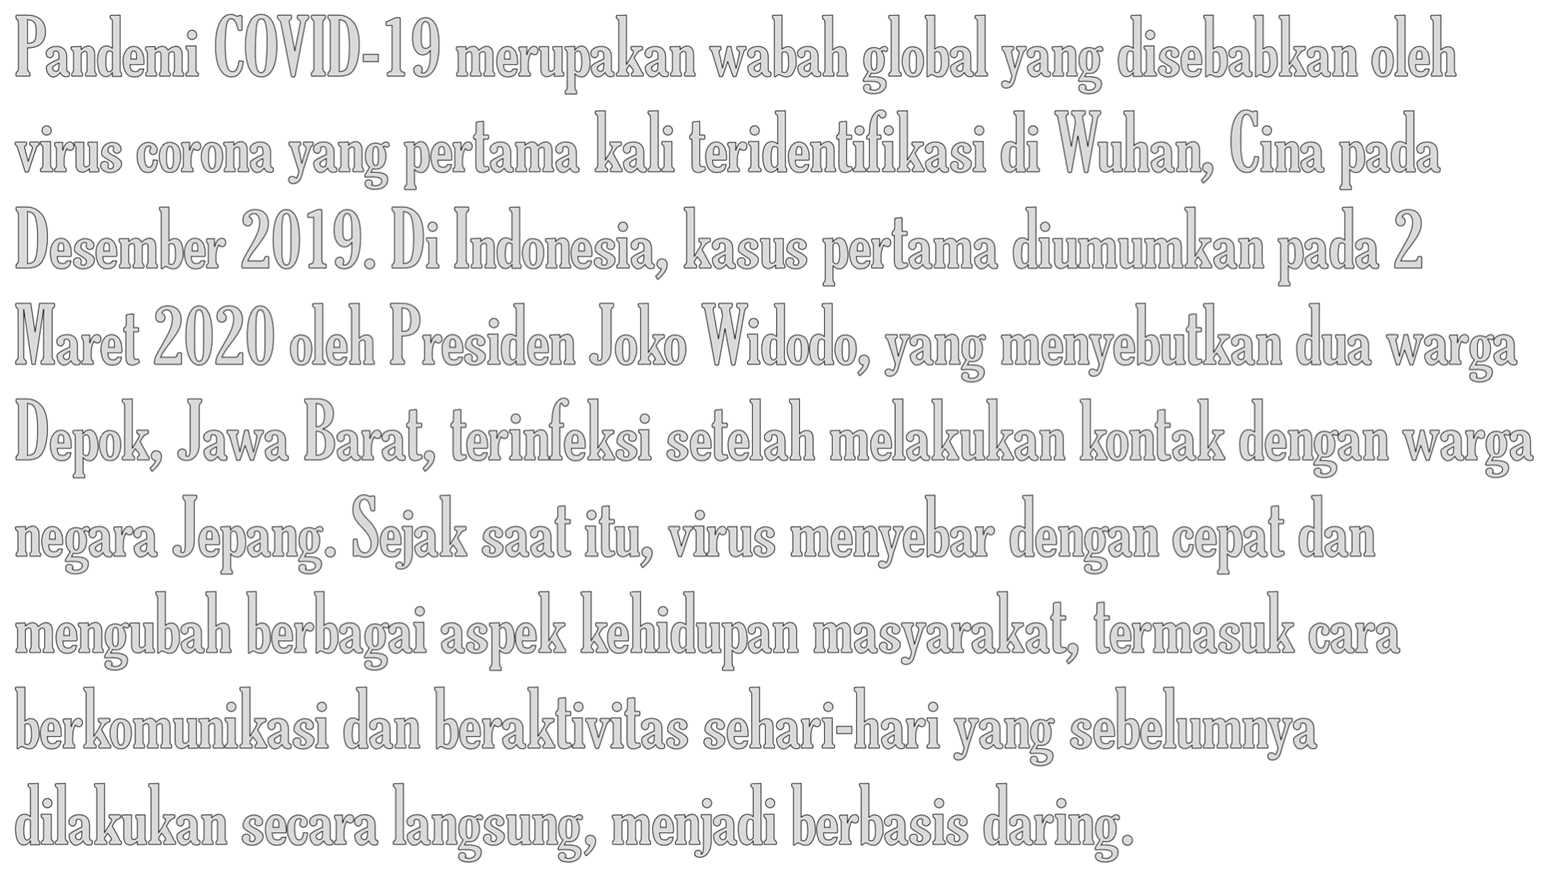 Pandemi COVID-19 merupakan wabah global yang disebabkan oleh
virus corona yang pertama kali teridentifikasi di Wuhan, Cina pada
Desember 2019. Di Indonesia, kasus pertama diumumkan pada 2
Maret 2020 oleh Presiden Joko Widodo, yang menyebutkan dua warga
Depok, Jawa Barat, terinfeksi setelah melakukan kontak dengan warga
negara Jepang. Sejak saat itu, virus menyebar dengan cepat dan
mengubah berbagai aspek kehidupan masyarakat, termasuk cara
berkomunikasi dan beraktivitas sehari-hari yang sebelumnya
dilakukan secara langsung, menjadi berbasis daring.